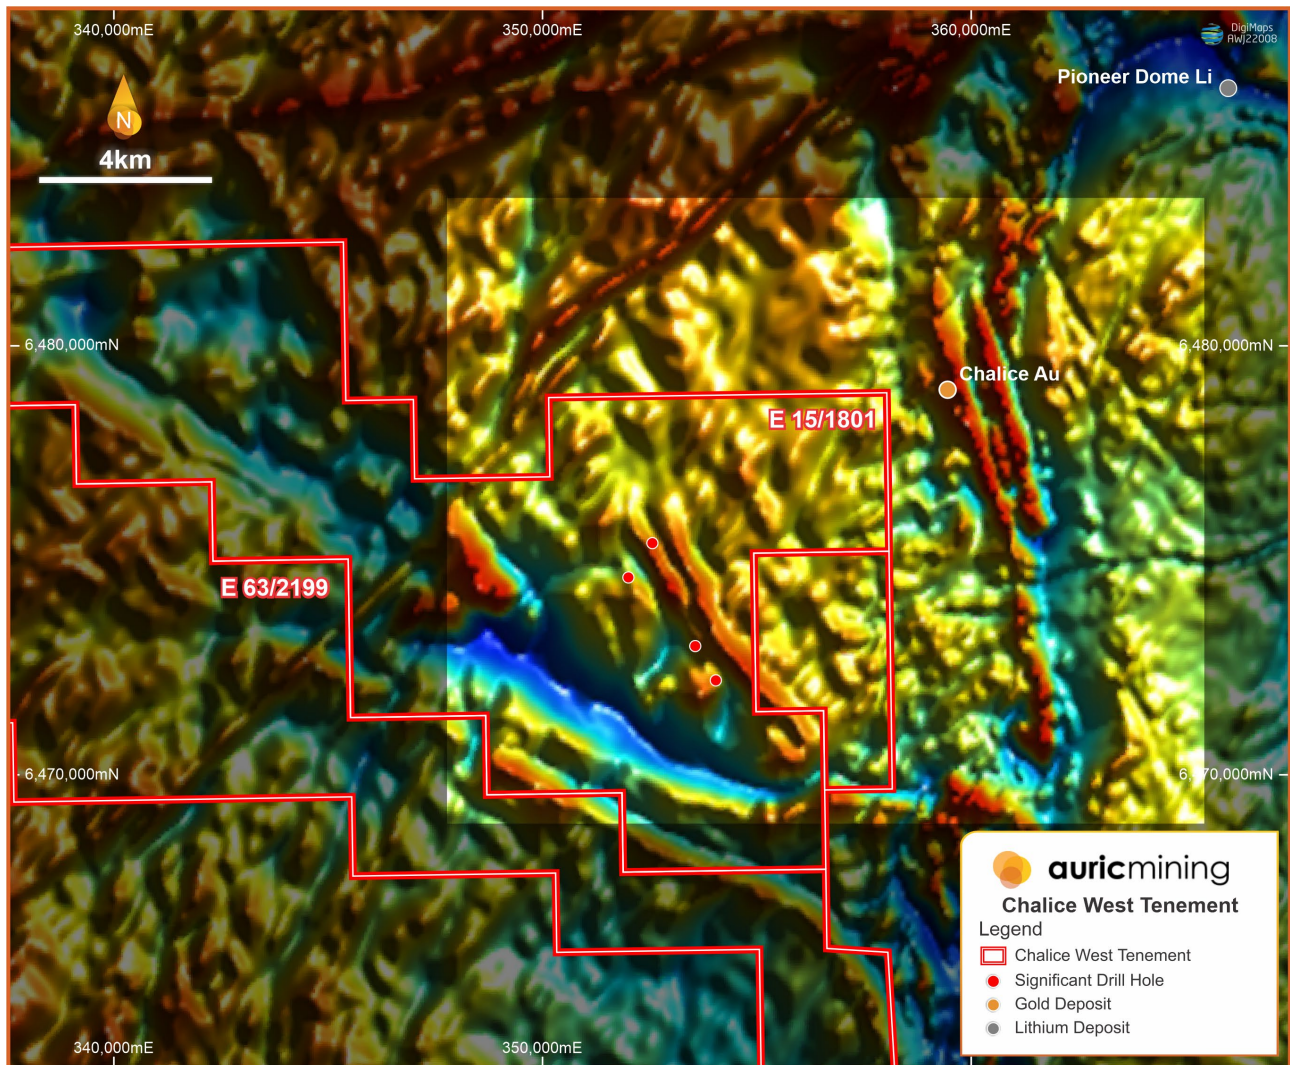 340,000mE
350,000mE
360,000mE
DigiMaps
AWJ22008
Pioneer Dome Li
N
4km
6,480,000mN
6,480,000mN
Chalice Au
E 15/1801
E 63/2199
6,470,000mN
6,470,000mN
auricmining
Chalice West Tenement
Legend
Chalice West Tenement
Significant Drill Hole
Gold Deposit
Lithium Deposit
340,000mE
350,000mE